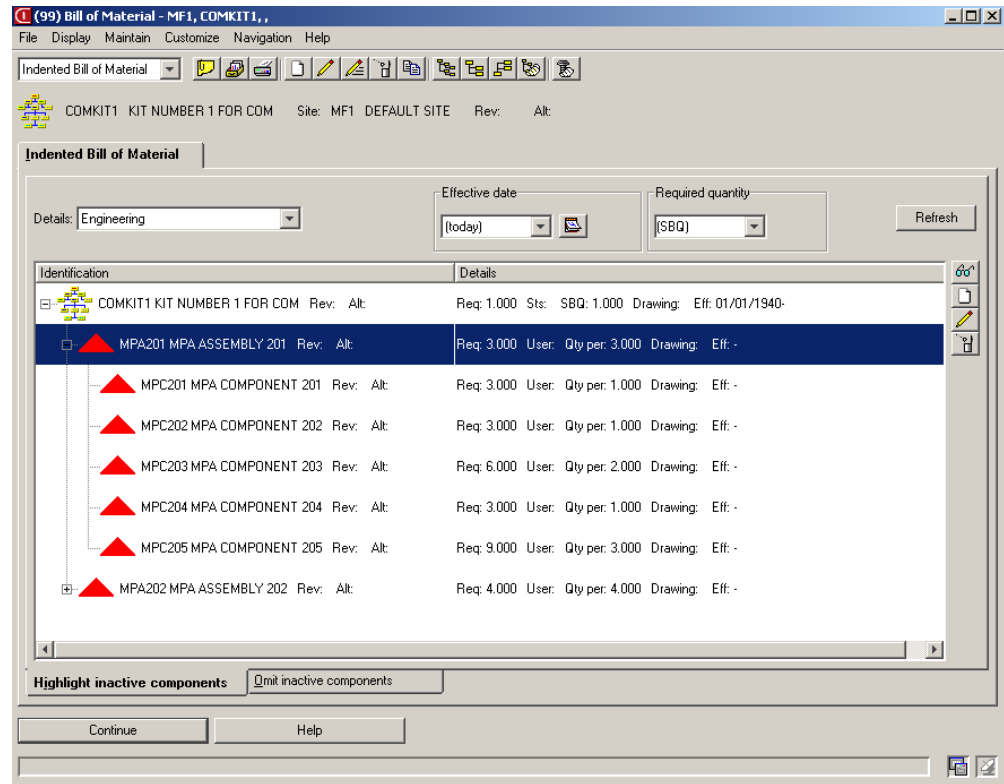 (99) Bill of Material - MF1, COMKIT1, ,
File Display Maintain Customize Navigation Help
Indented Bill of Material
COMKIT1 KIT NUMBER 1 FOR COM Site: MF1 DEFAULT SITE Rev: Alt:
Indented Bill of Material
Effective date Required quantity
Details: Engineering (today) (SBQ) Refresh
Identification Details
COMKIT1 KIT NUMBER 1 FOR COM Rev: Alt: Req: 1.000 Sts: SBQ: 1.000 Drawing: Eff: 01/01/1940-
MPA201 MPA ASSEMBLY 201 Rev: Alt: Req: 3.000 User: Qty per: 3.000 Drawing: Eff: -
MPC201 MPA COMPONENT 201 Rev: Alt: Req: 3.000 User: Qty per: 1.000 Drawing: Eff: -
MPC202 MPA COMPONENT 202 Rev: Alt: Req: 3.000 User: Qty per: 1.000 Drawing: Eff: -
MPC203 MPA COMPONENT 203 Rev: Alt: Req: 6.000 User: Qty per: 2.000 Drawing: Eff: -
MPC204 MPA COMPONENT 204 Rev: Alt: Req: 3.000 User: Qty per: 1.000 Drawing: Eff: -
MPC205 MPA COMPONENT 205 Rev: Alt: Req: 9.000 User: Qty per: 3.000 Drawing: Eff: -
MPA202 MPA ASSEMBLY 202 Rev: Alt: Req: 4.000 User: Qty per: 4.000 Drawing: Eff: -
Highlight inactive components Omit inactive components
Continue Help